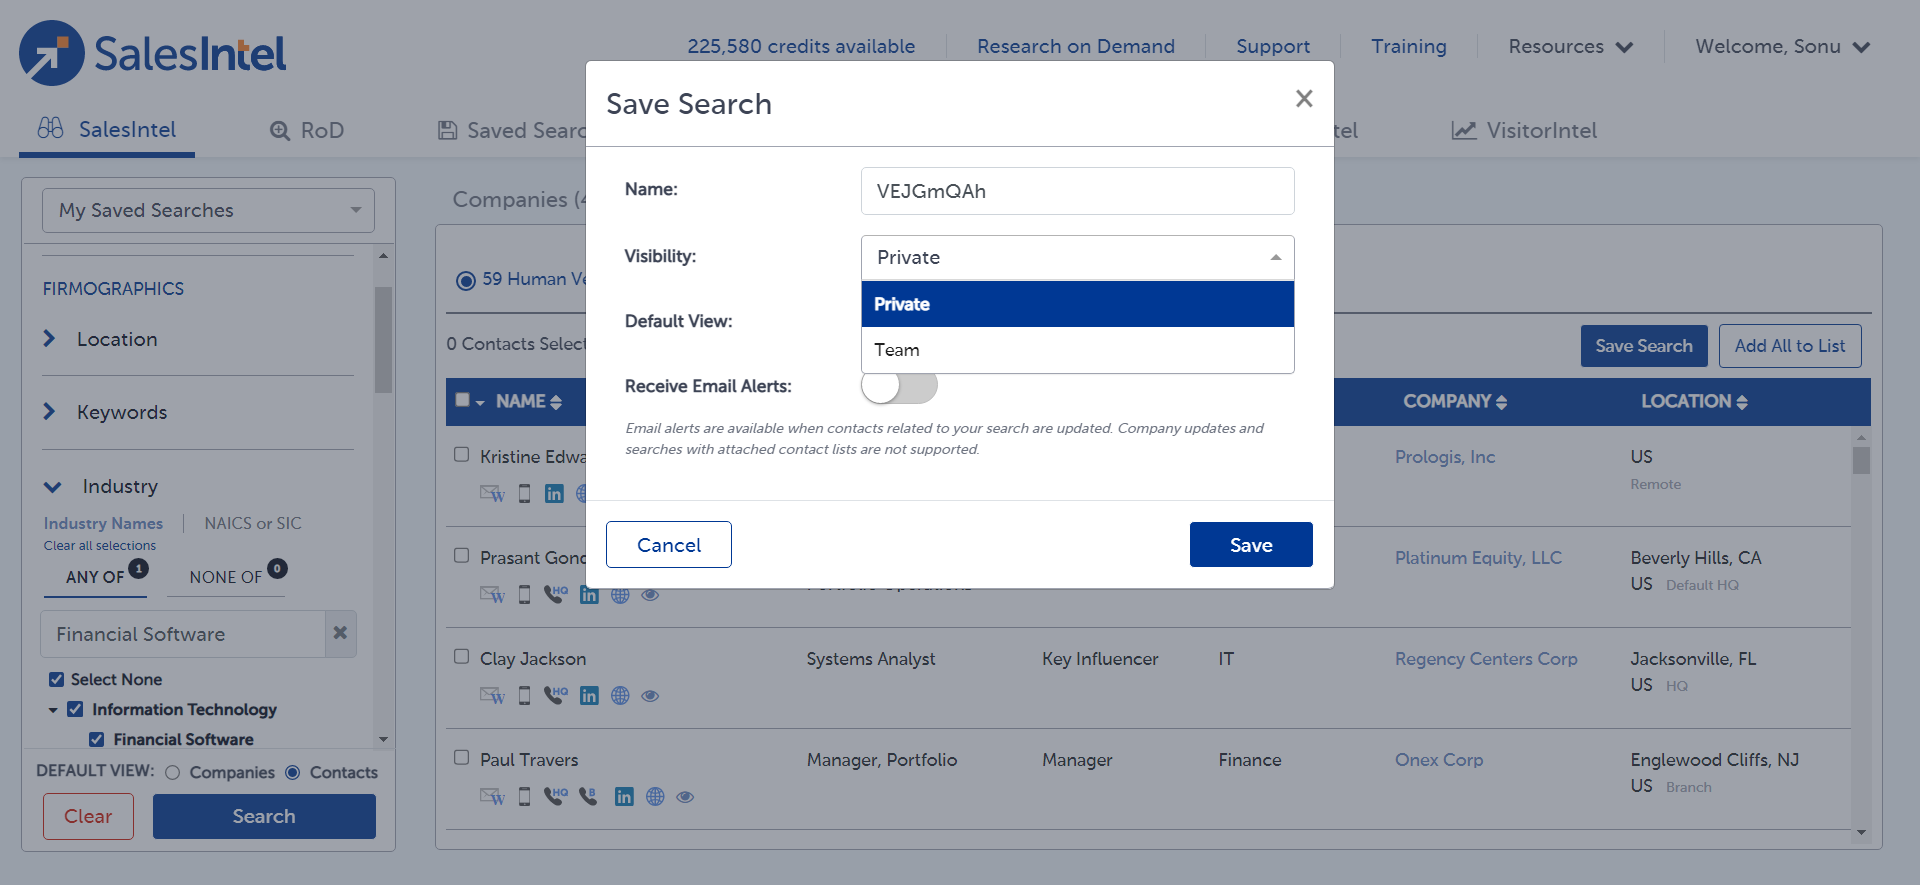 SalesIntel
225,580 credits available
Research on Demand
Support
Training
Resources
Welcome, Sonu
SalesIntel
RoD
Saved Searc
tel
VisitorIntel
Save Search
Name:
VEJGmQAh
Visibility:
Private
Private
Team
Default View:
Receive Email Alerts:
Email alerts are available when contacts related to your search are updated. Company updates and
searches with attached contact lists are not supported.
Cancel
Save
My Saved Searches
FIRMOGRAPHICS
Location
Keywords
Industry
Industry Names
NAICS or SIC
Clear all selections
ANY OF 1
NONE OF 0
Financial Software
Select None
Information Technology
Financial Software
DEFAULT VIEW: Companies Contacts
Clear
Search
Companies (4
59 Human Ve
0 Contacts Select
Save Search
Add All to List
NAME
COMPANY
LOCATION
Kristine Edwa
Prologis, Inc
US
Remote
Prasant Gond
Platinum Equity, LLC
Beverly Hills, CA
US Default HQ
Clay Jackson
Systems Analyst
Key Influencer
IT
Regency Centers Corp
Jacksonville, FL
US HQ
Paul Travers
Manager, Portfolio
Manager
Finance
Onex Corp
Englewood Cliffs, NJ
US Branch